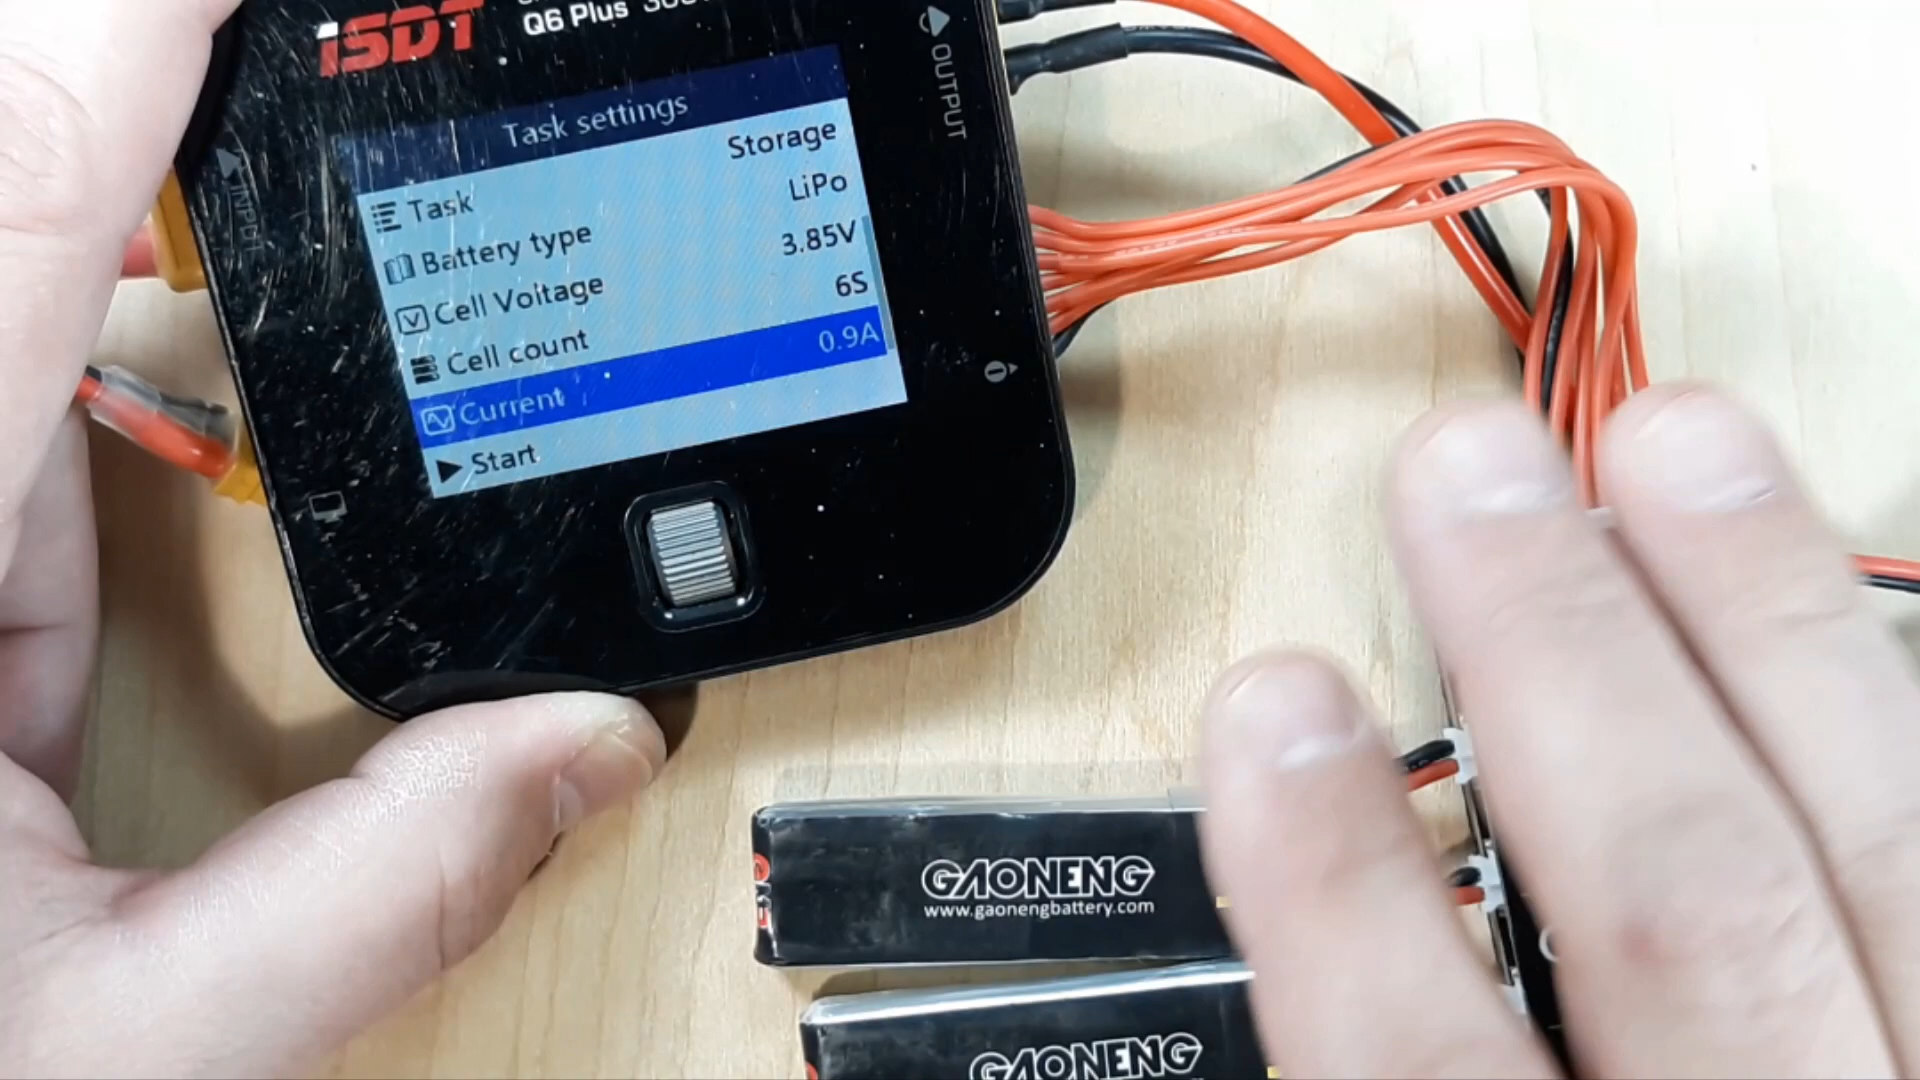 iSDT
Q6 Plus
Task settings
Task Storage
Battery type LiPo
Cell Voltage 3.85V
Cell count 6S
Current 0.9A
Start
INPUT
OUTPUT
GAONENG
www.gaonengbattery.com
GAONENG